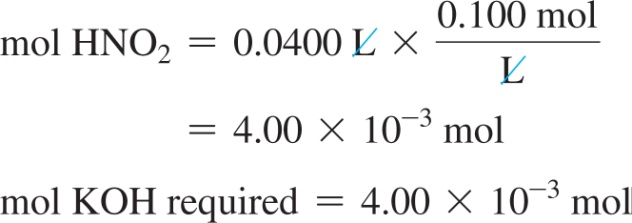 mol HNO₂ = 0.0400 L × 0.100 mol / L
= 4.00 × 10⁻³ mol
mol KOH required = 4.00 × 10⁻³ mol